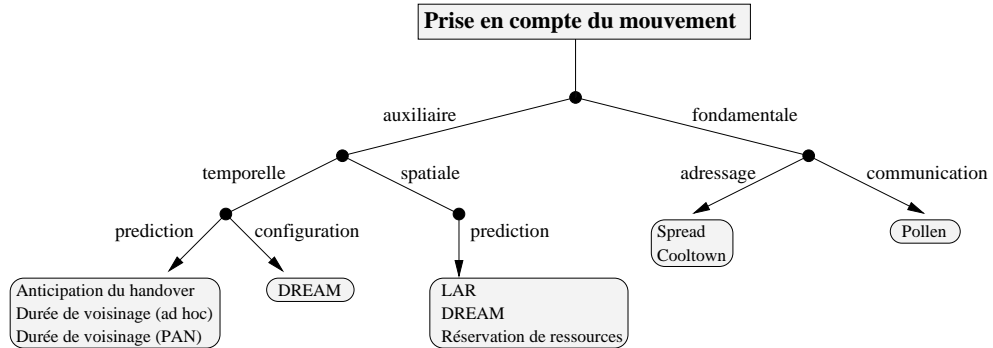 Prise en compte du mouvement
auxiliaire
fondamentale
temporelle
spatiale
adressage
communication
prediction
configuration
prediction
Spread
Cooltown
Pollen
Anticipation du handover
Durée de voisinage (ad hoc)
Durée de voisinage (PAN)
DREAM
LAR
DREAM
Réservation de ressources